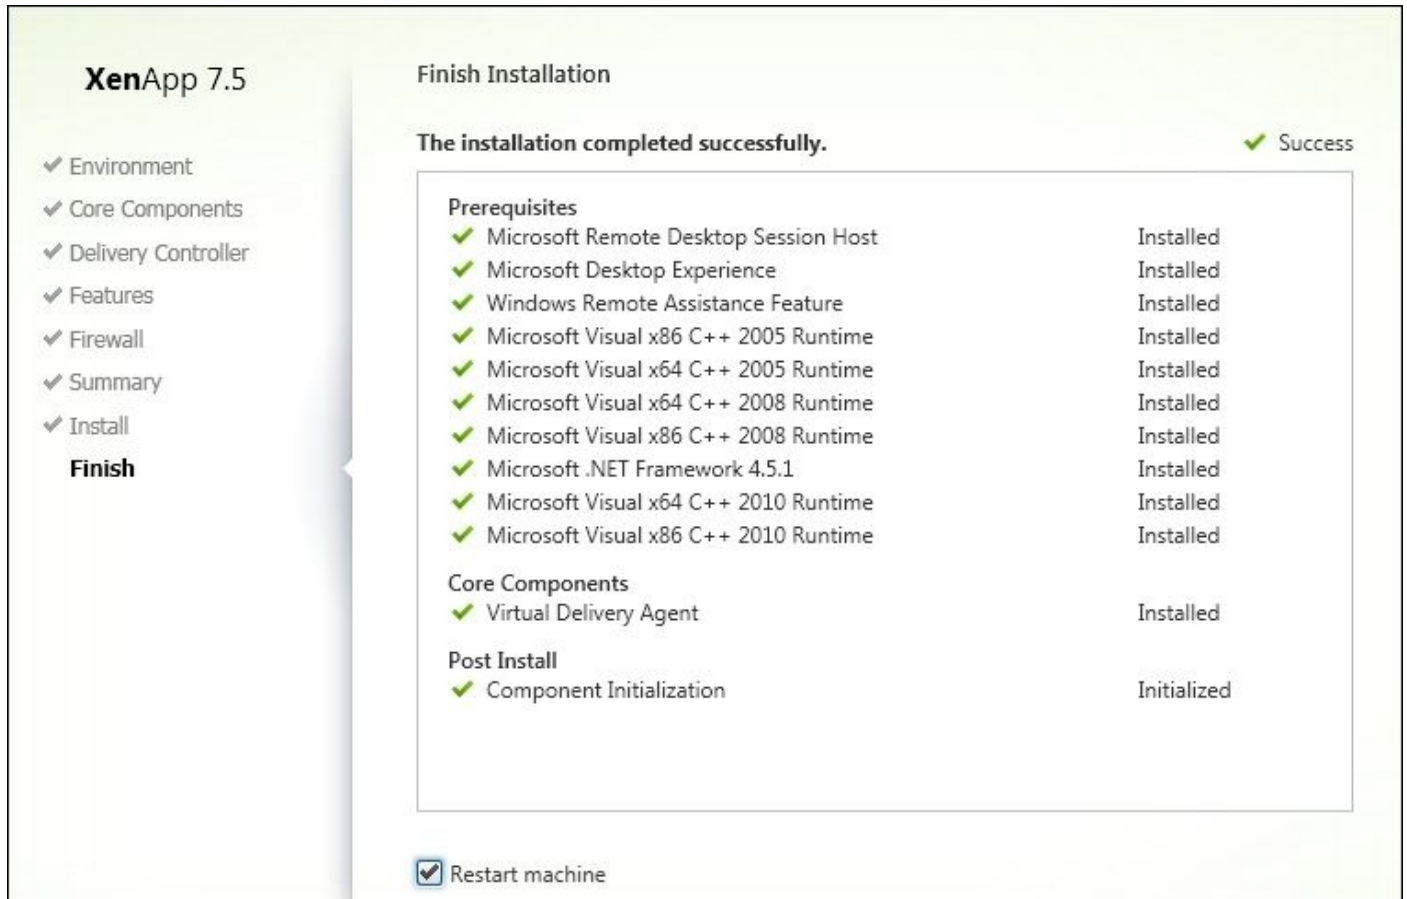 XenApp 7.5
Environment
Core Components
Delivery Controller
Features
Firewall
Summary
Install
Finish
Finish Installation
The installation completed successfully.
Success
Prerequisites
Microsoft Remote Desktop Session Host Installed
Microsoft Desktop Experience Installed
Windows Remote Assistance Feature Installed
Microsoft Visual x86 C++ 2005 Runtime Installed
Microsoft Visual x64 C++ 2005 Runtime Installed
Microsoft Visual x64 C++ 2008 Runtime Installed
Microsoft Visual x86 C++ 2008 Runtime Installed
Microsoft .NET Framework 4.5.1 Installed
Microsoft Visual x64 C++ 2010 Runtime Installed
Microsoft Visual x86 C++ 2010 Runtime Installed
Core Components
Virtual Delivery Agent Installed
Post Install
Component Initialization Initialized
Restart machine